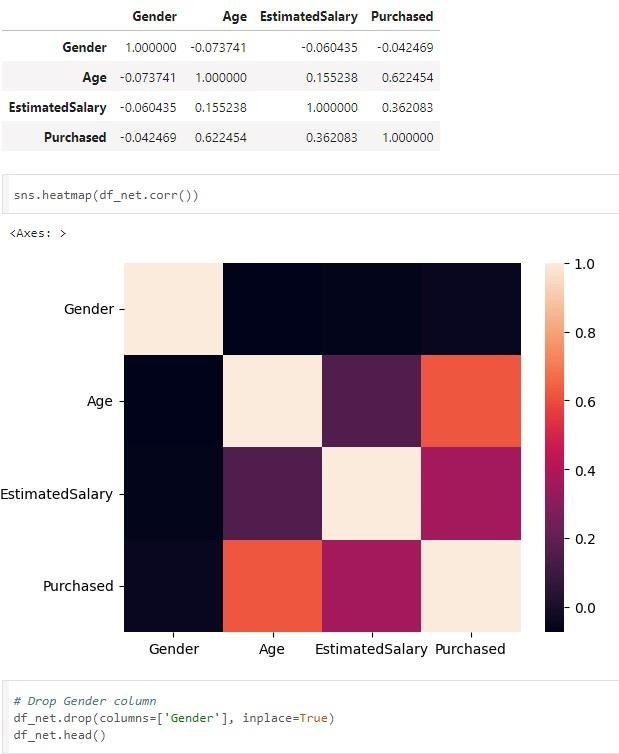 Gender Age EstimatedSalary Purchased
Gender 1.000000 -0.073741 -0.060435 -0.042469
Age -0.073741 1.000000 0.155238 0.622454
EstimatedSalary -0.060435 0.155238 1.000000 0.362083
Purchased -0.042469 0.622454 0.362083 1.000000
sns.heatmap(df_net.corr())
<Axes: >
1.0
Gender
0.8
Age
0.6
0.4
EstimatedSalary
0.2
Purchased
0.0
Gender Age EstimatedSalary Purchased
# Drop Gender column
df_net.drop(columns=['Gender'], inplace=True)
df_net.head()